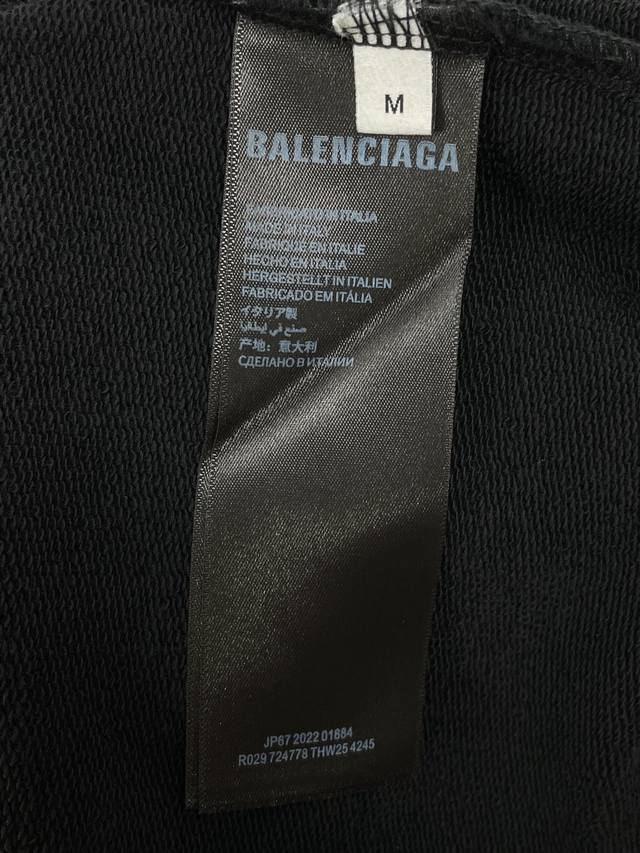 M
BALENCIAGA
FABBRICATO IN ITALIA
MADE IN ITALY
FABRIQUE EN ITALIE
HECHO EN ITALIA
HERGESTELLT IN ITALIEN
FABRICADO EM ITÁLIA
イタリア製
صنع في إيطاليا
产地：意大利
СДЕЛАНО В ИТАЛИИ
JP67 2022 01684
R029 724778 THW25 4245